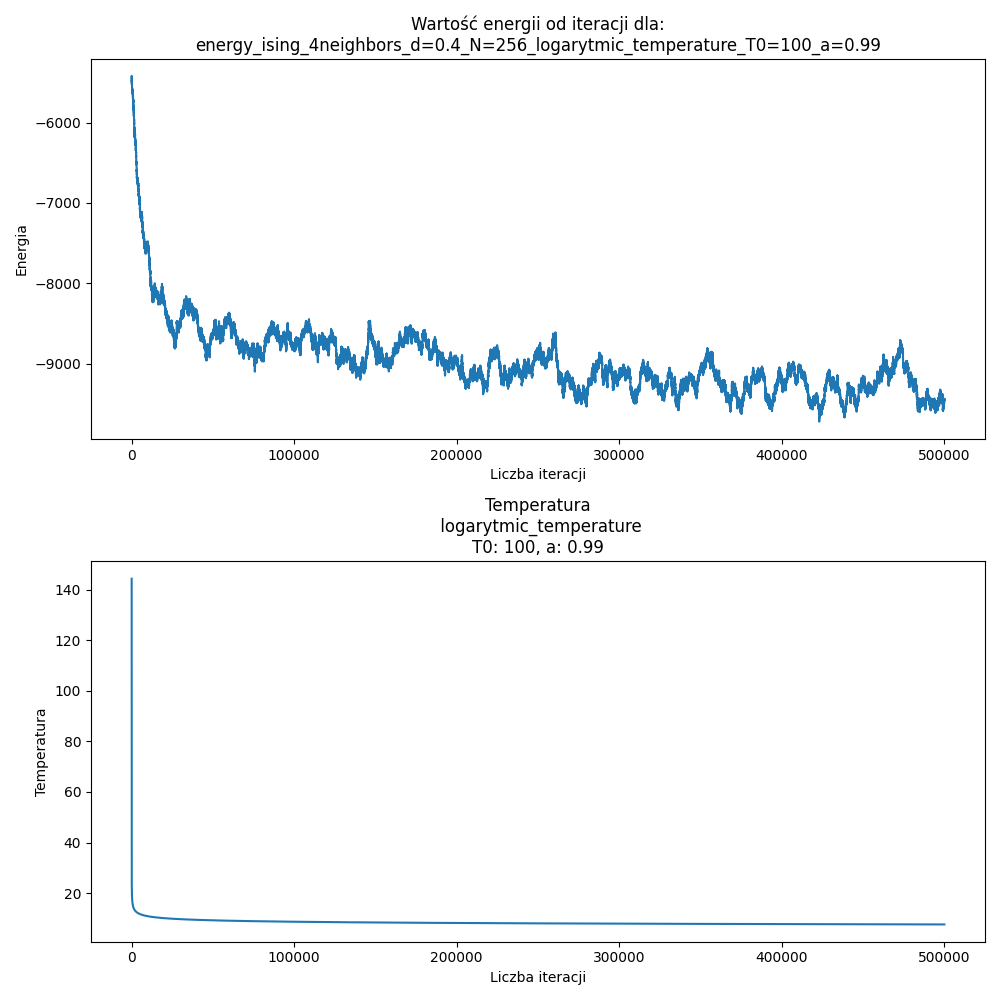 Wartość energii od iteracji dla:
energy_ising_4neighbors_d=0.4_N=256_logarytmic_temperature_T0=100_a=0.99
−6000
−7000
−8000
−9000
Energia
0
100000
200000
300000
400000
500000
Liczba iteracji
Temperatura
logarytmic_temperature
T0: 100, a: 0.99
140
120
100
80
60
40
20
Temperatura
0
100000
200000
300000
400000
500000
Liczba iteracji